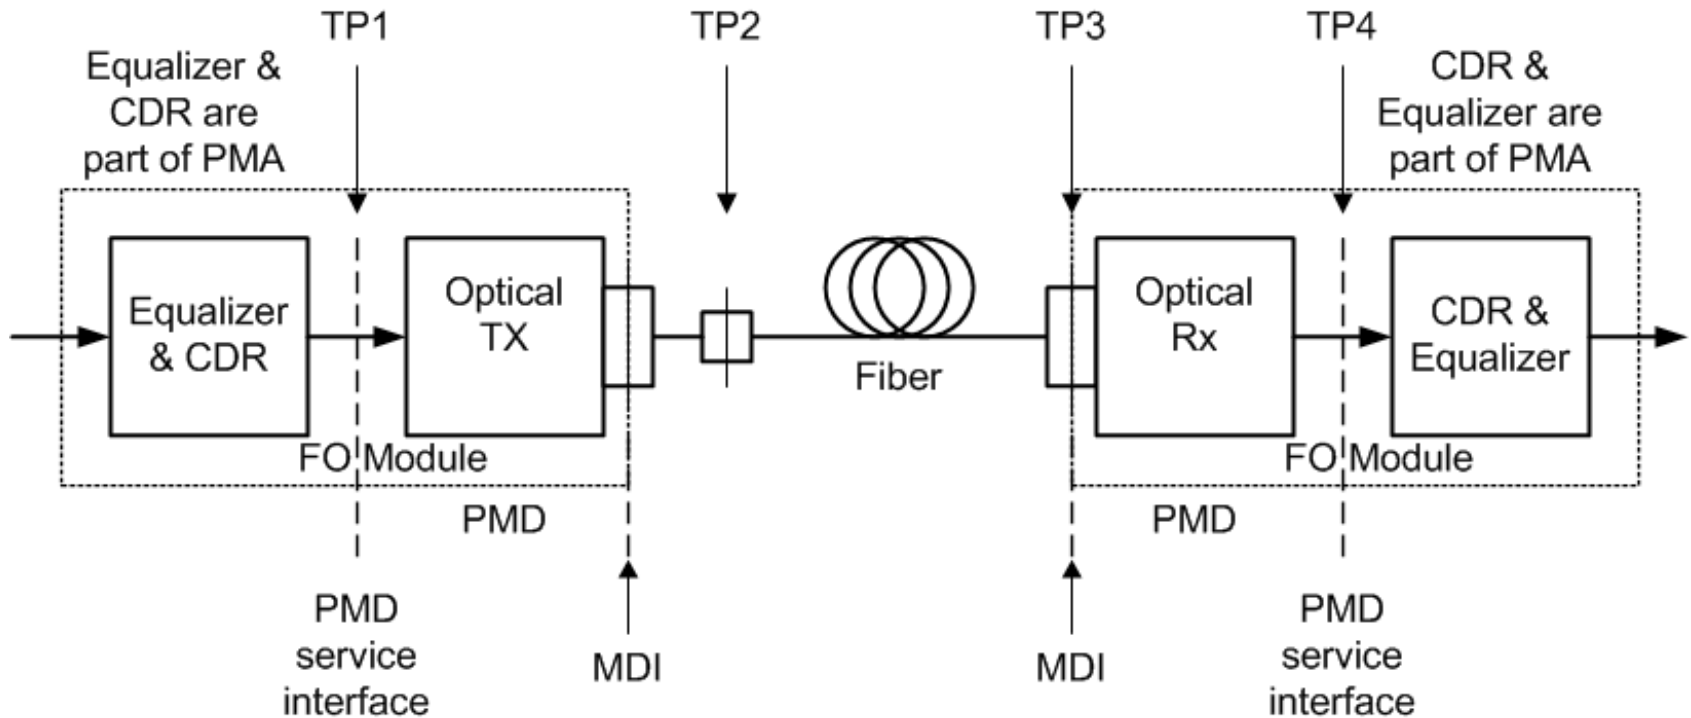 TP1
TP2
TP3
TP4
Equalizer &
CDR are
part of PMA
CDR &
Equalizer are
part of PMA
Equalizer
& CDR
Optical
TX
Fiber
Optical
Rx
CDR &
Equalizer
FO Module
FO Module
PMD
PMD
PMD
service
interface
MDI
MDI
PMD
service
interface